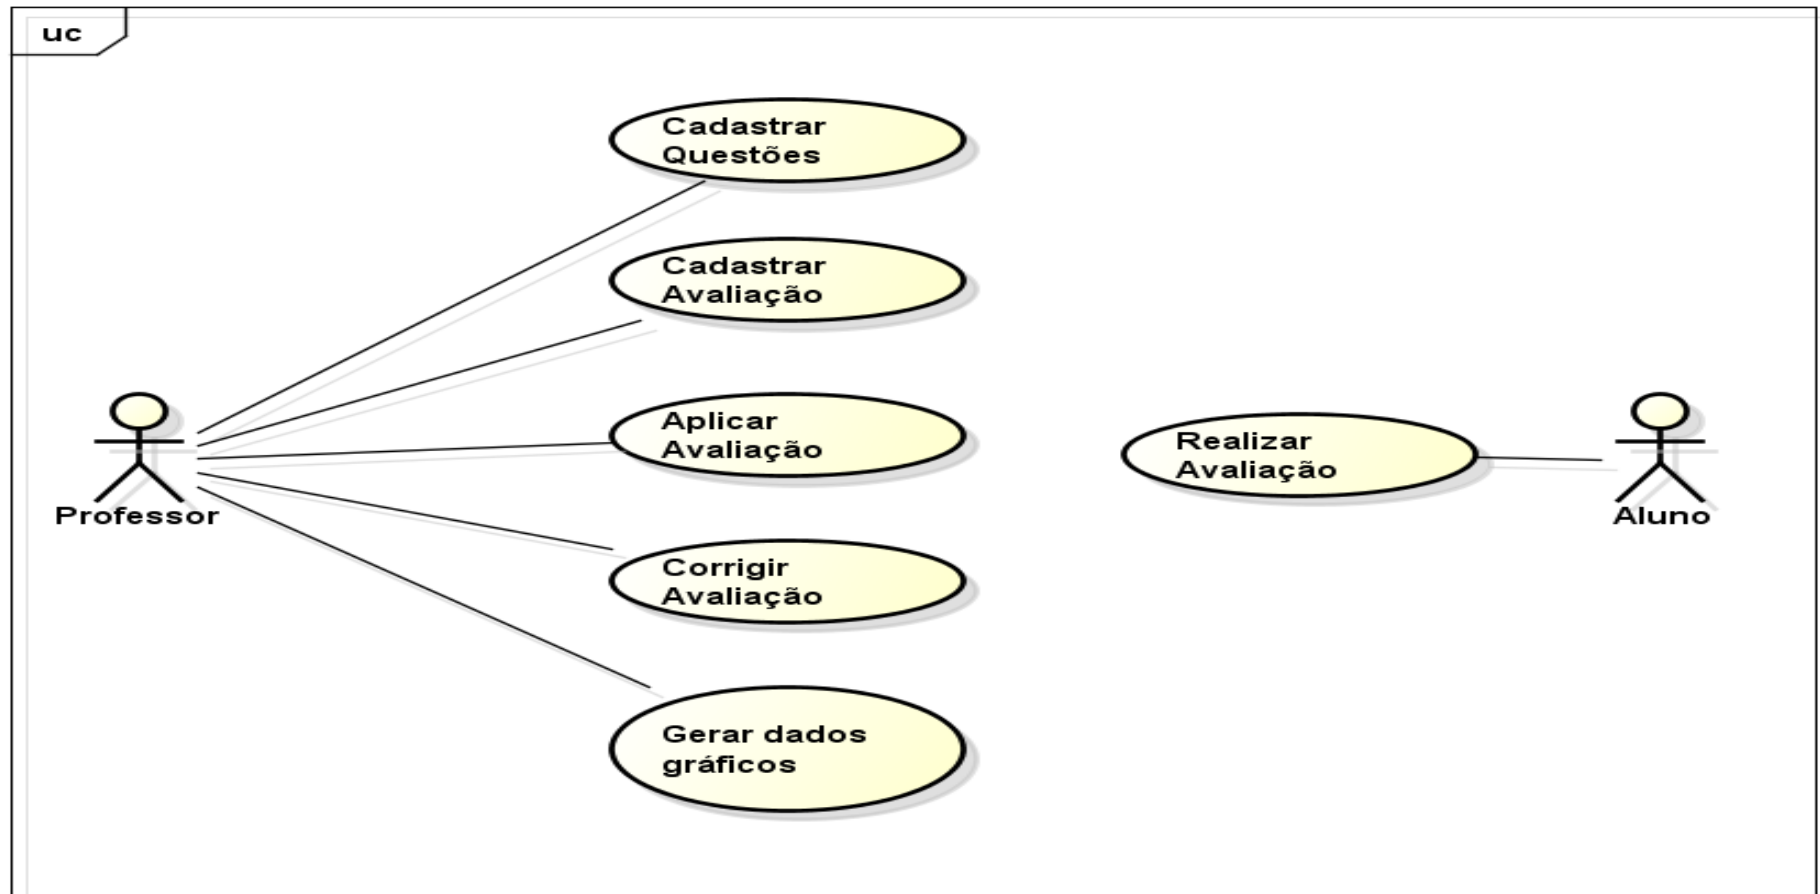 uc
Cadastrar
Questões
Cadastrar
Avaliação
Aplicar
Avaliação
Realizar
Avaliação
Professor
Aluno
Corrigir
Avaliação
Gerar dados
gráficos